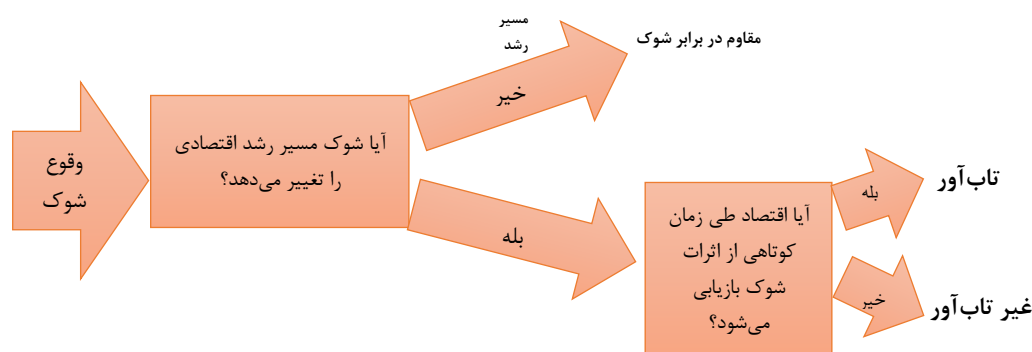 وقوع
شوک
آیا شوک مسیر رشد اقتصادی
را تغییر می‌دهد؟
خیر
مسیر
رشد
مقاوم در برابر شوک
بله
آیا اقتصاد طی زمان
کوتاهی از اثرات
شوک بازیابی
می‌شود؟
بله
تاب‌آور
خیر
غیر تاب‌آور